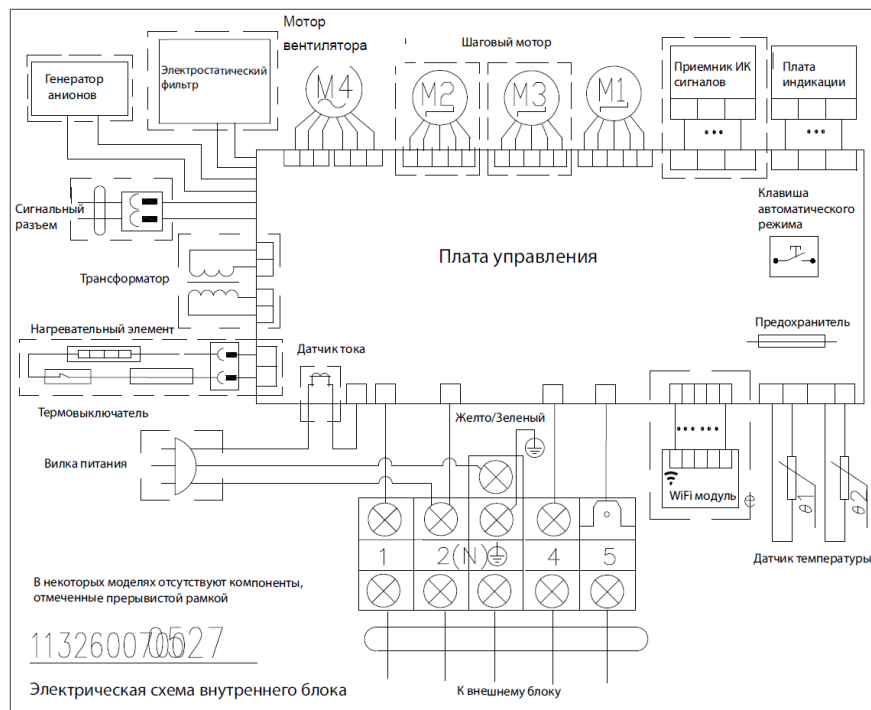 Мотор
вентилятора
Шаговый мотор
Генератор
анионов
Электростатический
фильтр
M4
M2
M3
M1
Приемник ИК
сигналов
Плата
индикации
Сигнальный
разъем
Клавиша
автоматического
режима
Плата управления
Трансформатор
Предохранитель
Нагревательный элемент
Датчик тока
Термовыключатель
Желто/Зеленый
Вилка питания
WiFi модуль
e
θ1
θ2
1
2(N)
4
5
Датчик температуры
В некоторых моделях отсутствуют компоненты,
отмеченные прерывистой рамкой
Электрическая схема внутреннего блока
К внешнему блоку